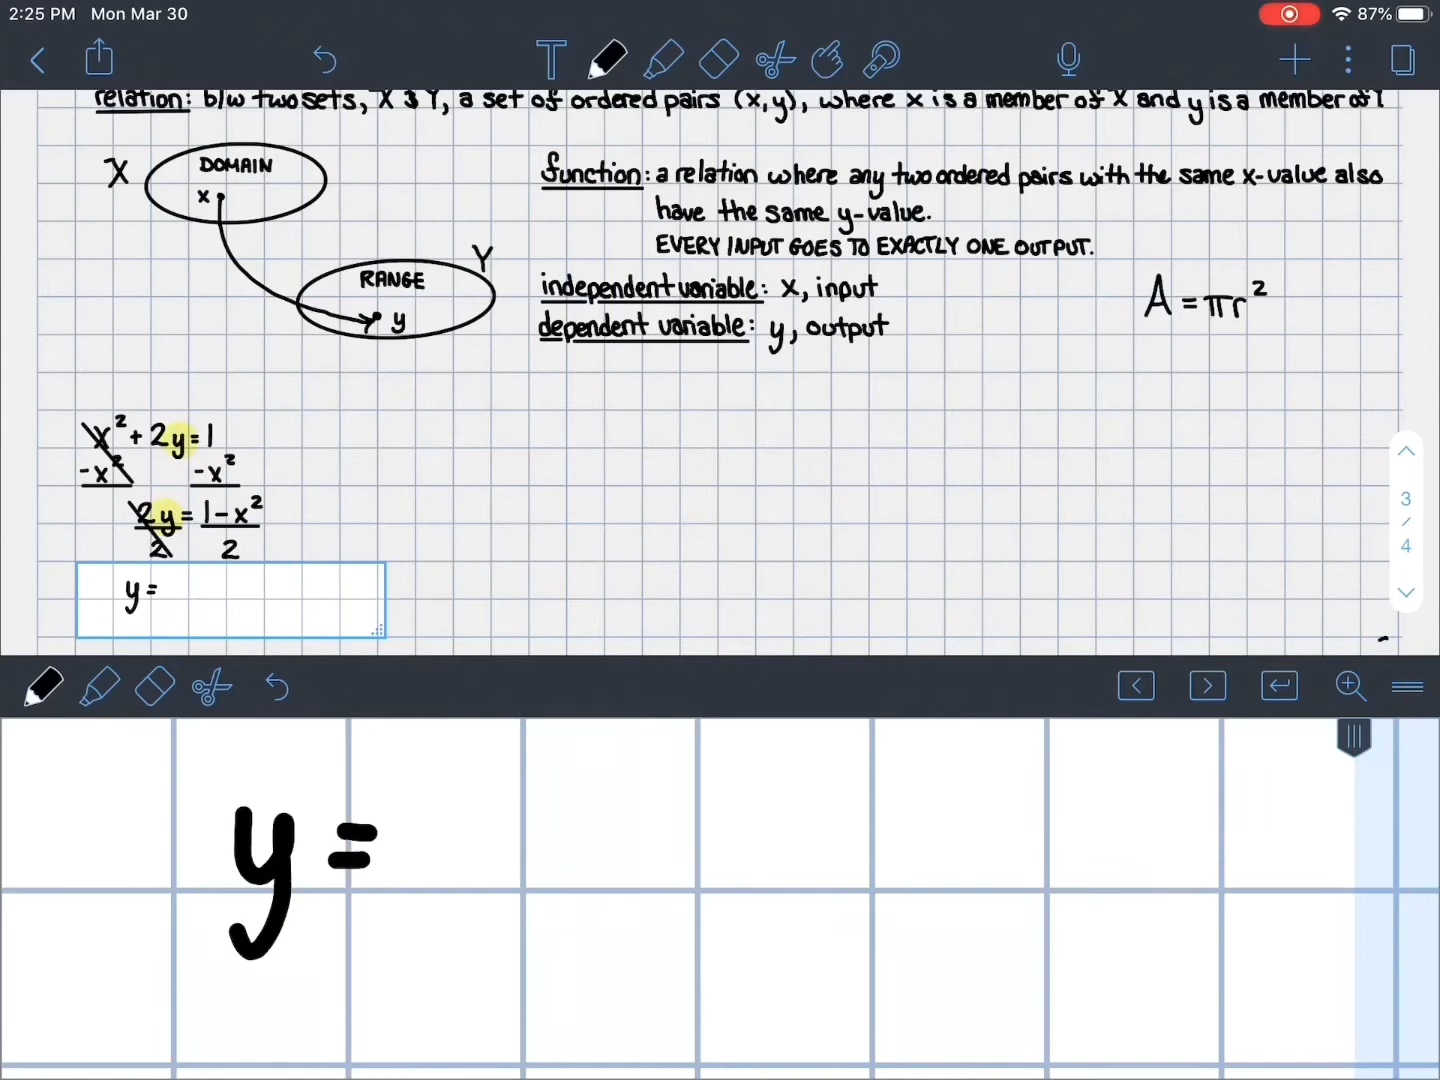 2:25 PM Mon Mar 30
87%
relation: b/w two sets, X & Y, a set of ordered pairs (x,y), where x is a member of X and y is a member of Y
X
DOMAIN
x
Y
RANGE
y
function: a relation where any two ordered pairs with the same x-value also
have the same y-value.
EVERY INPUT GOES TO EXACTLY ONE OUTPUT.
independent variable: x, input
dependent variable: y, output
A = πr²
x² + 2y = 1
-x² -x²
2y = 1-x²
2 2
y =
3
/
4
y =